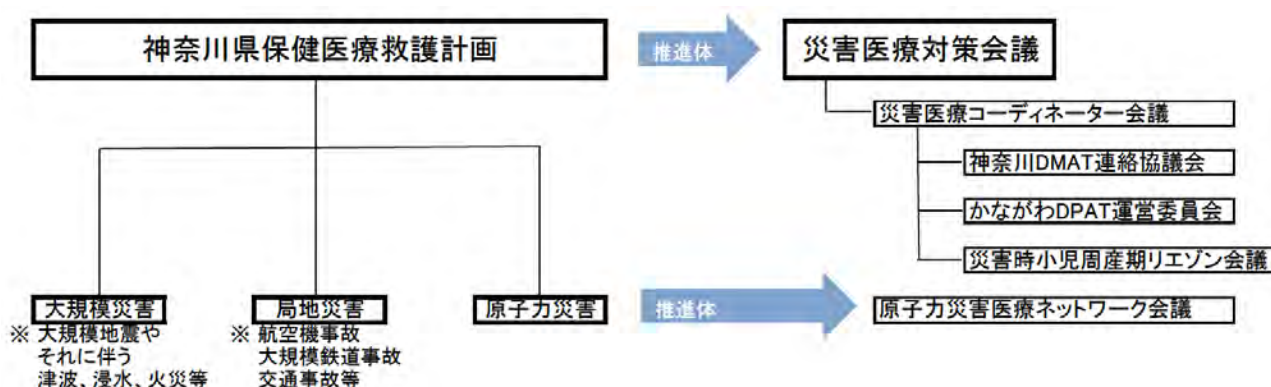 神奈川県保健医療救護計画
推進体
災害医療対策会議
災害医療コーディネーター会議
神奈川DMAT連絡協議会
かながわDPAT運営委員会
災害時小児周産期リエゾン会議
大規模災害
※ 大規模地震や
それに伴う
津波、浸水、火災等
局地災害
※ 航空機事故
大規模鉄道事故
交通事故等
原子力災害
推進体
原子力災害医療ネットワーク会議